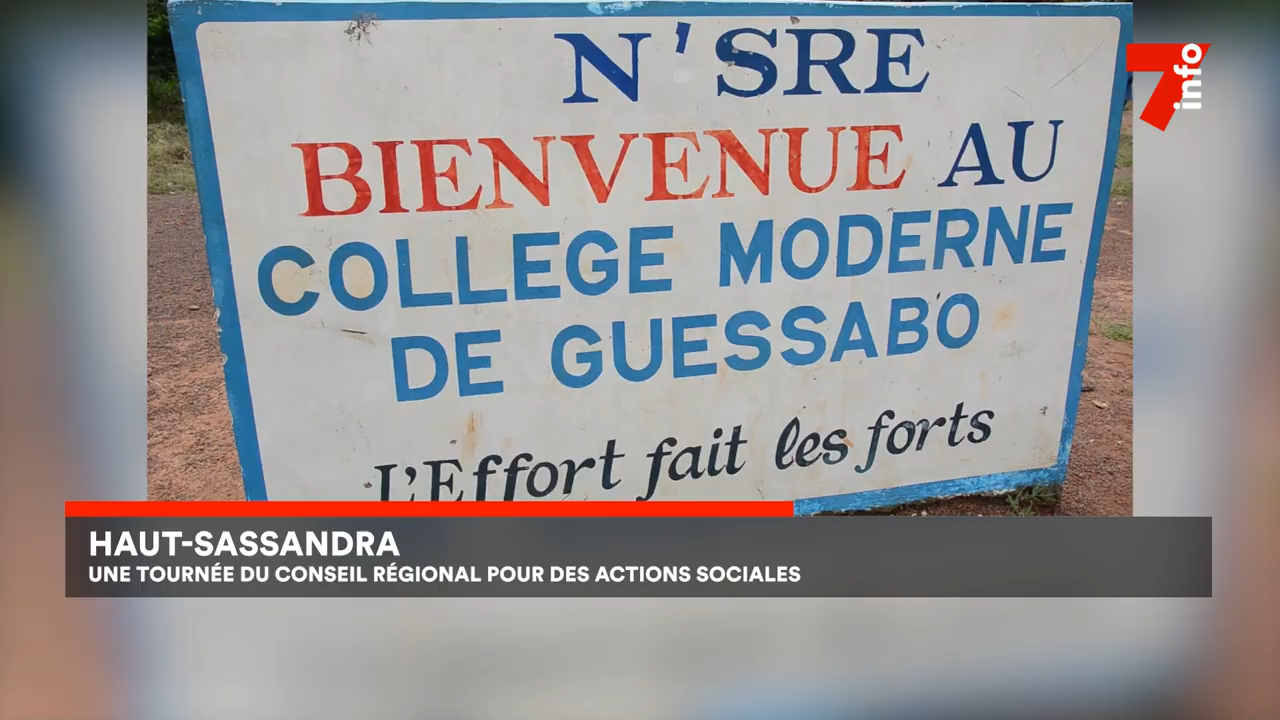 N'SRE
BIENVENUE AU
COLLEGE MODERNE
DE GUESSABO
L'Effort fait les forts
7 info
HAUT-SASSANDRA
UNE TOURNÉE DU CONSEIL RÉGIONAL POUR DES ACTIONS SOCIALES